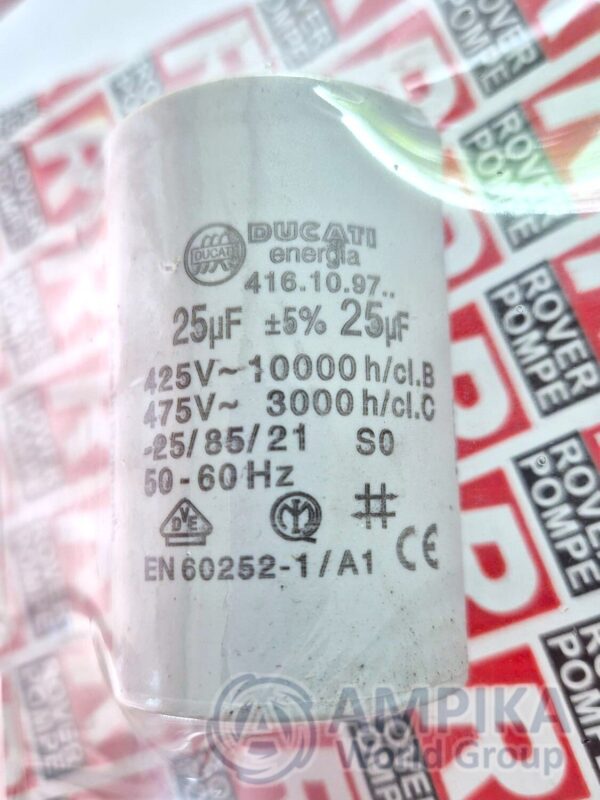 DUCATI
DUCATI
energia
416.10.97..
25µF ±5% 25µF
425V~ 10000 h/cl.B
475V~ 3000 h/cl.C
-25/85/21 S0
50-60 Hz
DVE
EN 60252-1/A1 CE
ROVER
POMPE
ROVER
POMPE
ROVER
POMPE
ROVER
POMPE
ROVER
POMPE
AMPIKA
World Group